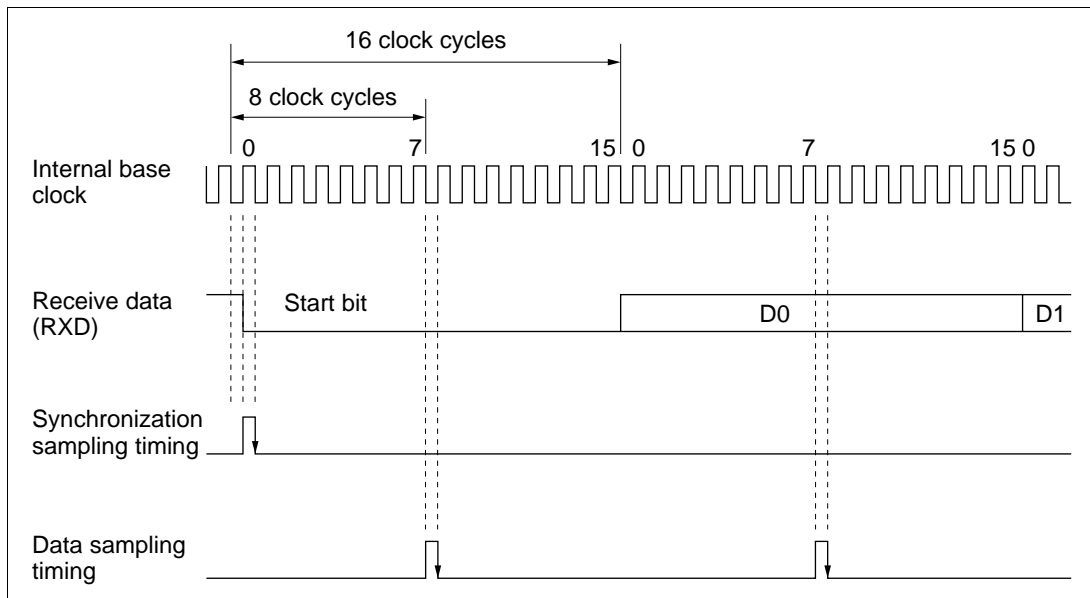 16 clock cycles
8 clock cycles
0 7 15 0 7 15 0
Internal base
clock
Receive data
(RXD)
Start bit
D0
D1
Synchronization
sampling timing
Data sampling
timing